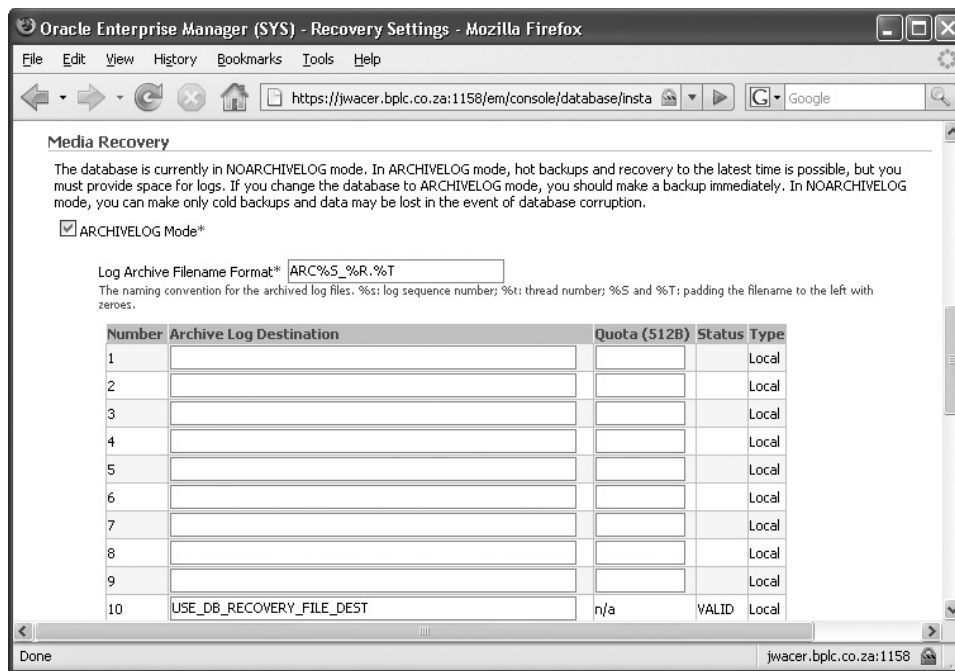 Oracle Enterprise Manager (SYS) - Recovery Settings - Mozilla Firefox
File Edit View History Bookmarks Tools Help
https://jwacer.bplc.co.za:1158/em/console/database/insta
G Google
Media Recovery
The database is currently in NOARCHIVELOG mode. In ARCHIVELOG mode, hot backups and recovery to the latest time is possible, but you
must provide space for logs. If you change the database to ARCHIVELOG mode, you should make a backup immediately. In NOARCHIVELOG
mode, you can make only cold backups and data may be lost in the event of database corruption.
ARCHIVELOG Mode*
Log Archive Filename Format* ARC%S_%R.%T
The naming convention for the archived log files. %s: log sequence number; %t: thread number; %S and %T: padding the filename to the left with
zeroes.
Number Archive Log Destination Quota (512B) Status Type
1 Local
2 Local
3 Local
4 Local
5 Local
6 Local
7 Local
8 Local
9 Local
10 USE_DB_RECOVERY_FILE_DEST n/a VALID Local
Done jwacer.bplc.co.za:1158